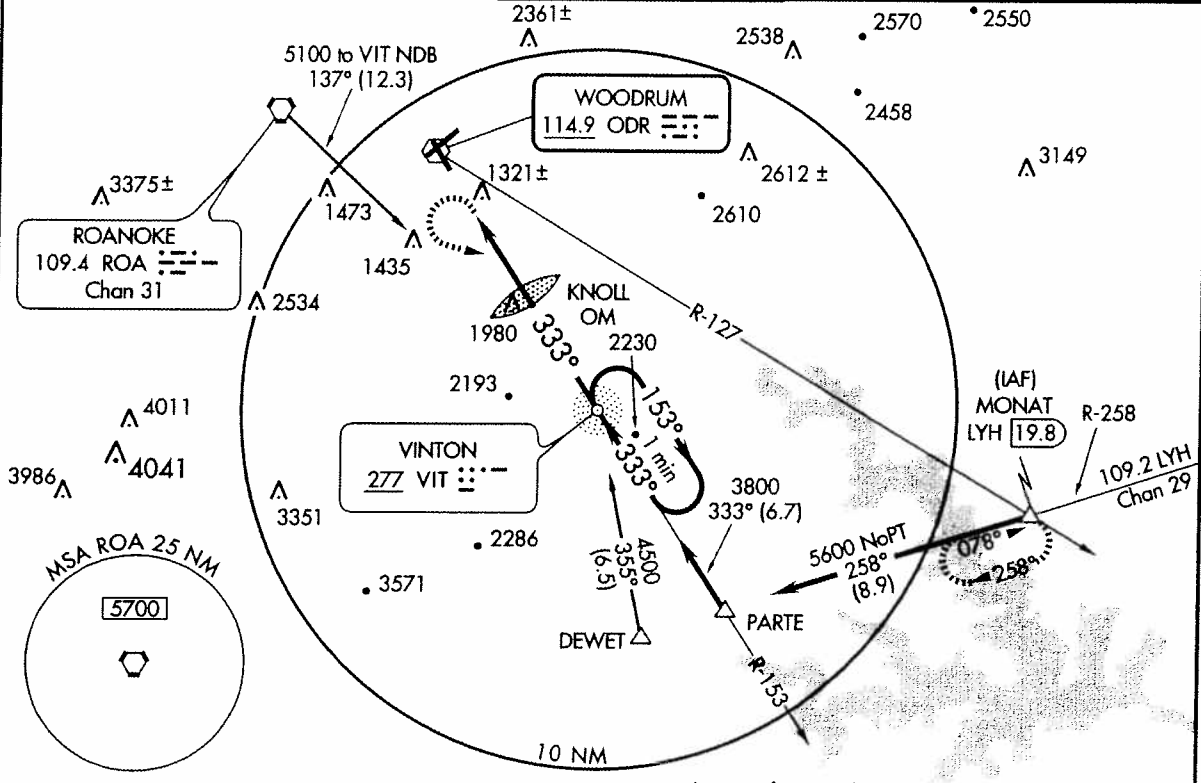 2361±
2538
2570
2550
5100 to VIT NDB
137° (12.3)
WOODRUM
114.9 ODR
2458
3375±
1473
1321±
2612 ±
3149
2610
ROANOKE
109.4 ROA
Chan 31
1435
2534
KNOLL
OM
1980
333°
2230
R-127
2193
153°
1 min
333°
(IAF)
MONAT
LYH 19.8
R-258
109.2 LYH
Chan 29
4011
4041
3986
VINTON
277 VIT
3351
3800
333° (6.7)
2286
4500
355°
(6.5)
5600 NoPT
258°
(8.9)
078°
258°
MSA ROA 25 NM
5700
3571
DEWET
PARTE
R-153
10 NM